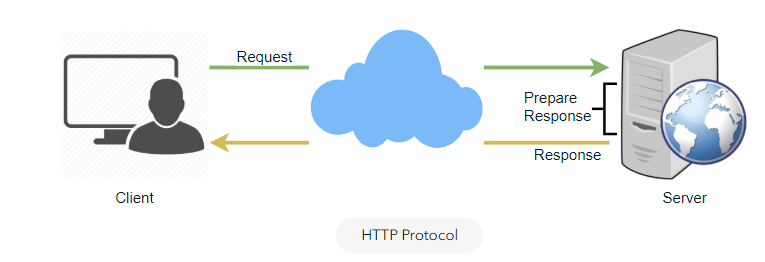 Request
Prepare
Response
Response
Client
Server
HTTP Protocol